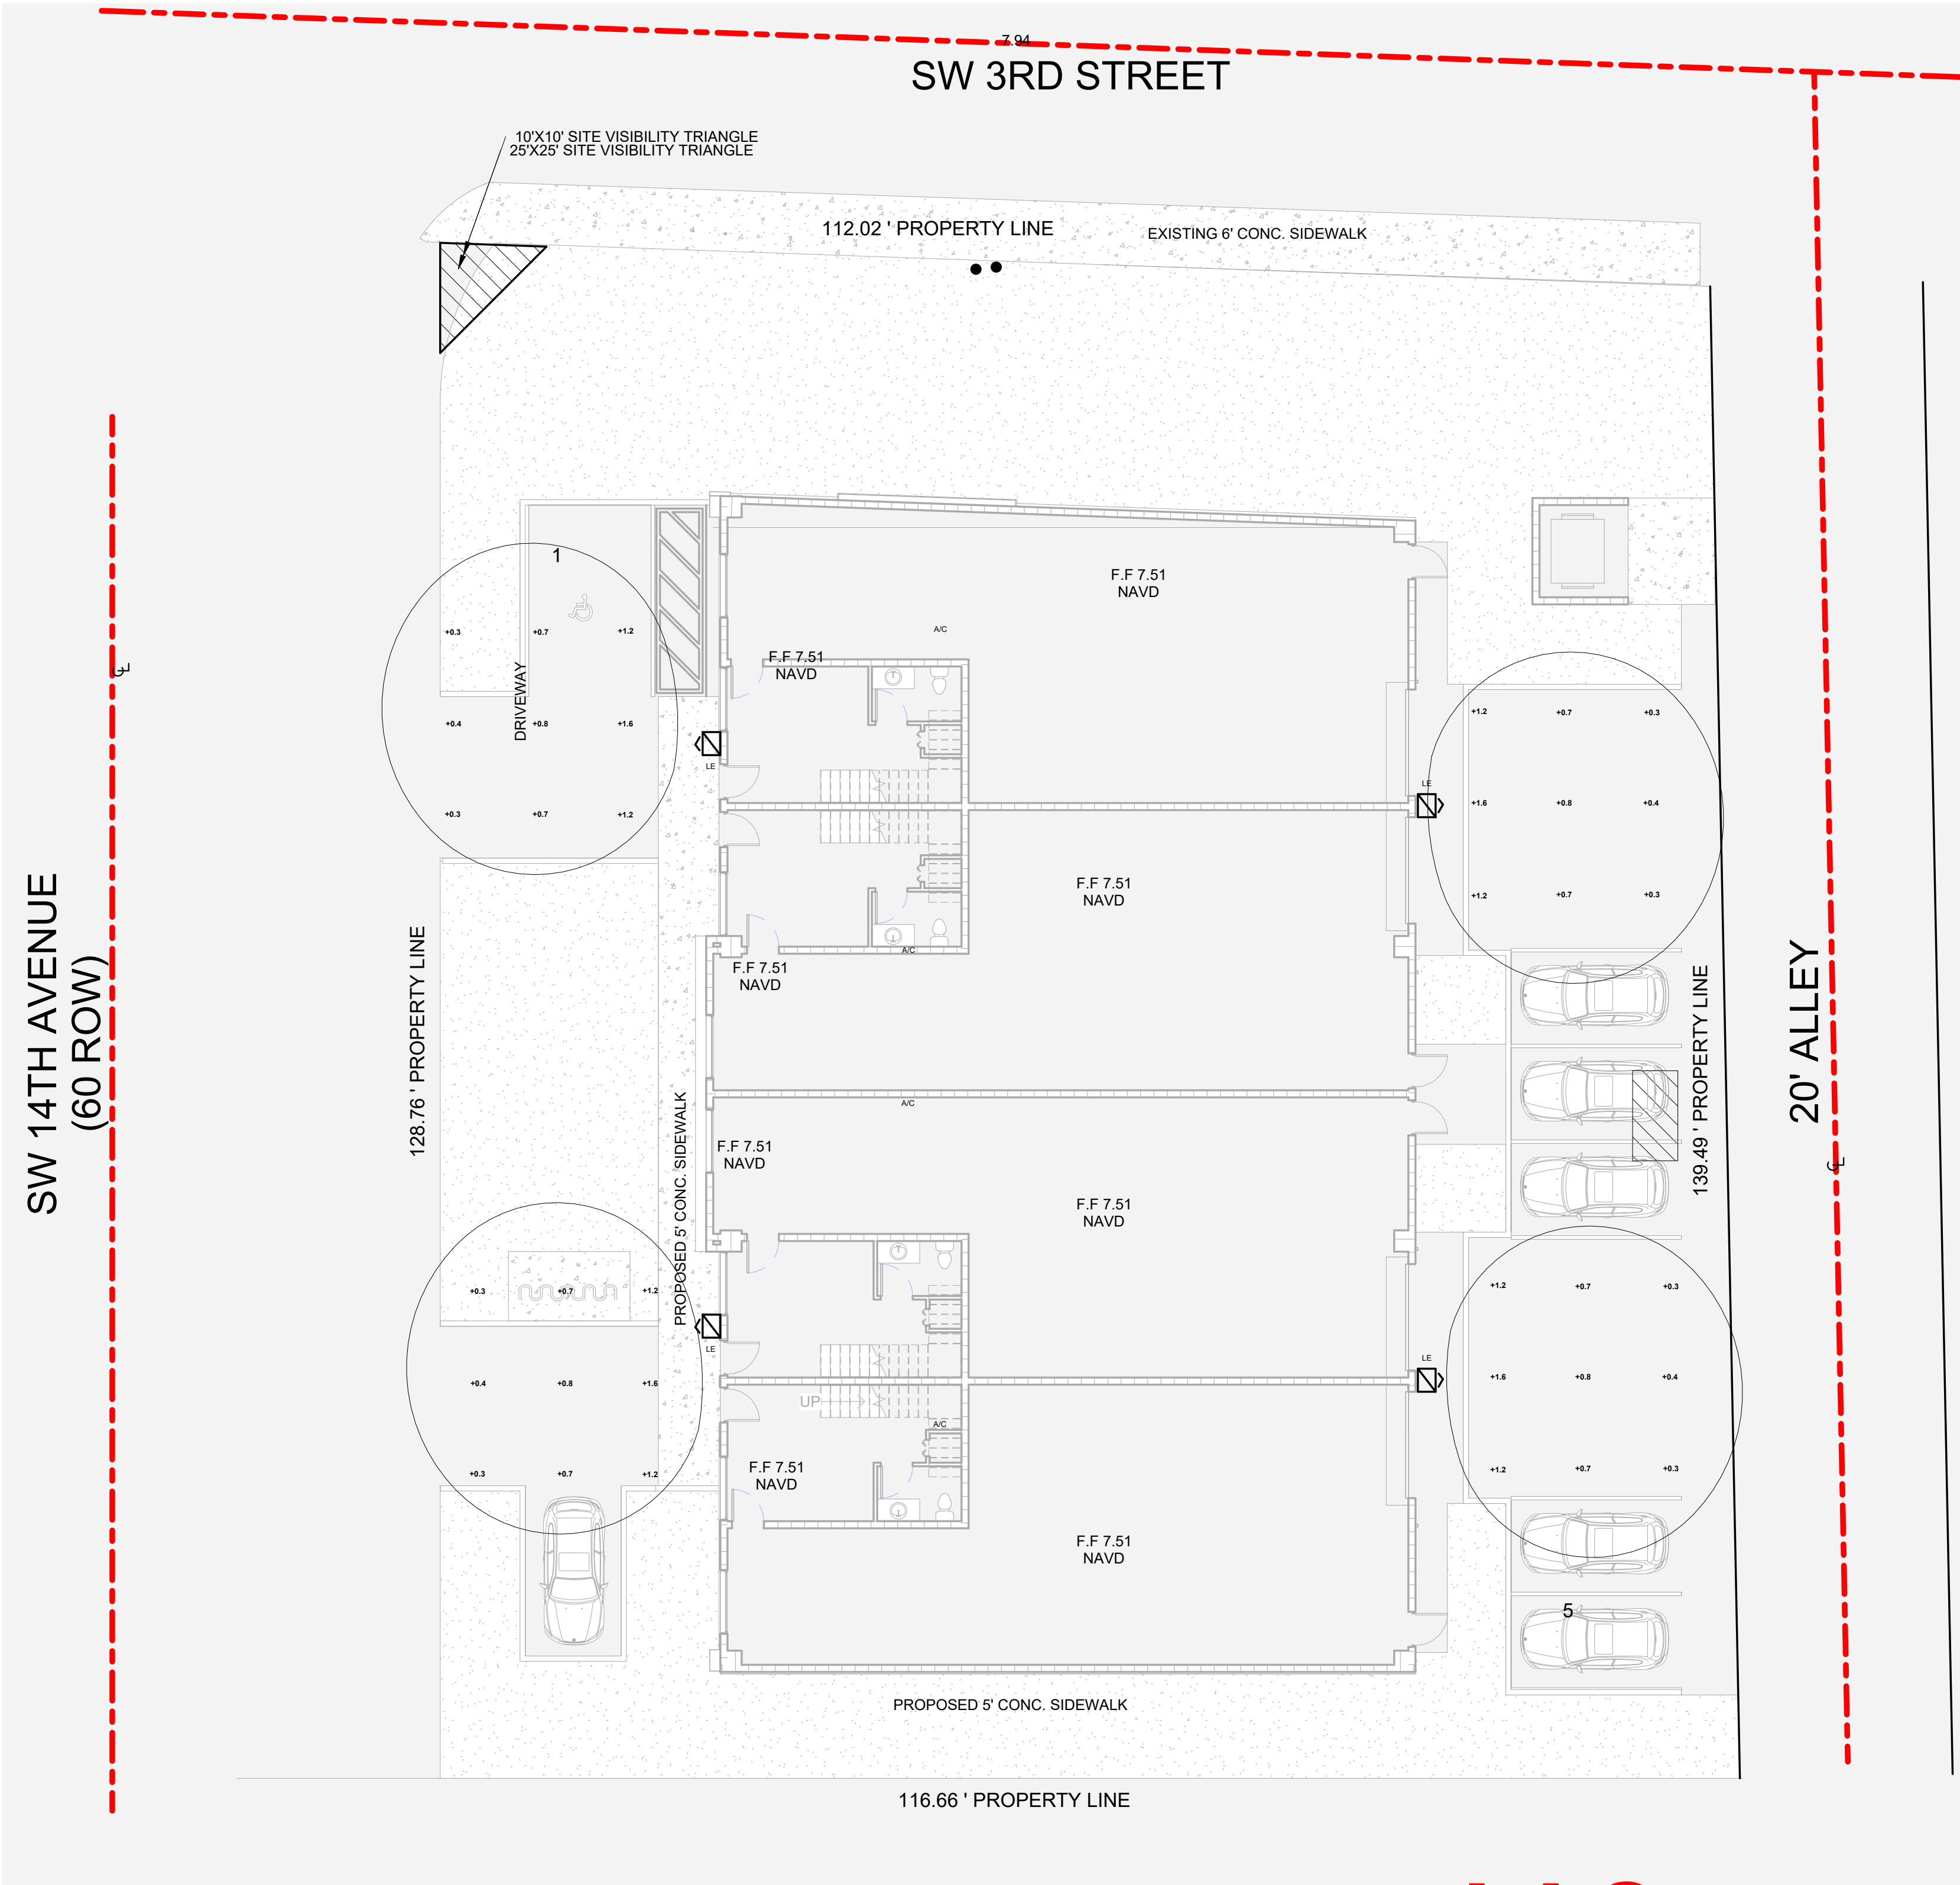 7.94
SW 3RD STREET
10'X10' SITE VISIBILITY TRIANGLE
25'X25' SITE VISIBILITY TRIANGLE
112.02 ' PROPERTY LINE
EXISTING 6' CONC. SIDEWALK
1
F.F 7.51
NAVD
A/C
+0.3
+0.7
+1.2
F.F 7.51
NAVD
DRIVEWAY
+0.4
+0.8
+1.6
LE
+0.3
+0.7
+1.2
+1.2
+0.7
+0.3
LE
+1.6
+0.8
+0.4
+1.2
+0.7
+0.3
F.F 7.51
NAVD
A/C
F.F 7.51
NAVD
SW 14TH AVENUE
(60 ROW)
128.76 ' PROPERTY LINE
PROPOSED 5' CONC. SIDEWALK
A/C
F.F 7.51
NAVD
F.F 7.51
NAVD
139.49 ' PROPERTY LINE
20' ALLEY
+0.3
+0.7
+1.2
LE
+0.4
+0.8
+1.6
+0.3
+0.7
+1.2
UP
A/C
F.F 7.51
NAVD
+1.2
+0.7
+0.3
LE
+1.6
+0.8
+0.4
+1.2
+0.7
+0.3
F.F 7.51
NAVD
5
PROPOSED 5' CONC. SIDEWALK
116.66 ' PROPERTY LINE